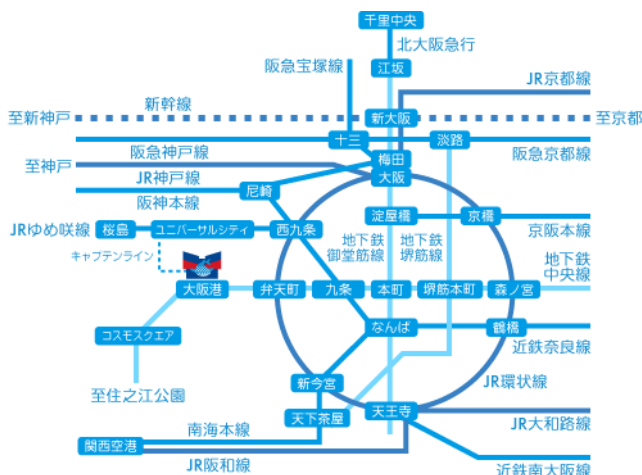 千里中央
北大阪急行
阪急宝塚線
江坂
JR京都線
新幹線
至新神戸
新大阪
至京都
十三
淡路
阪急神戸線
梅田
阪急京都線
至神戸
JR神戸線
大阪
尼崎
阪神本線
淀屋橋
京橋
JRゆめ咲線
桜島
ユニバーサルシティ
西九条
京阪本線
地下鉄
御堂筋線
地下鉄
堺筋線
キャプテンライン
地下鉄
中央線
大阪港
弁天町
九条
本町
堺筋本町
森ノ宮
コスモスクエア
なんば
鶴橋
近鉄奈良線
至住之江公園
新今宮
JR環状線
天下茶屋
天王寺
JR大和路線
南海本線
関西空港
JR阪和線
近鉄南大阪線